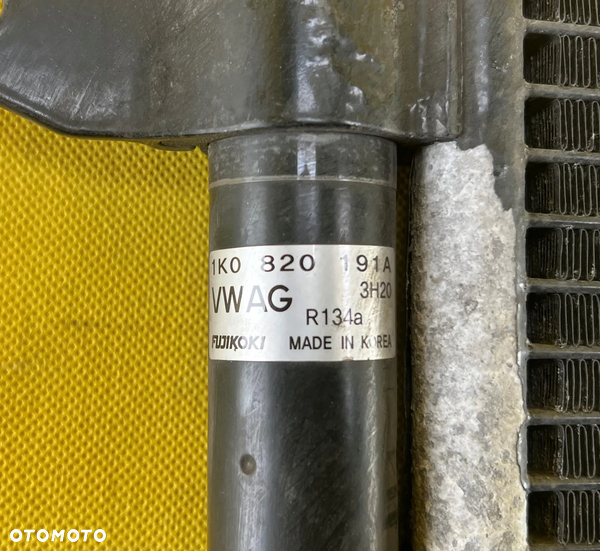 1K0 820 191A
VWAG 3H20
R134a
FUJIKOKI MADE IN KOREA
OTOMOTO